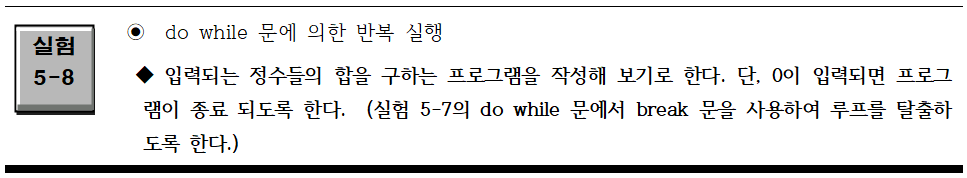 실험
5-8
◉ do while 문에 의한 반복 실행
◆ 입력되는 정수들의 합을 구하는 프로그램을 작성해 보기로 한다. 단, 0이 입력되면 프로그
램이 종료 되도록 한다. (실험 5-7의 do while 문에서 break 문을 사용하여 루프를 탈출하
도록 한다.)